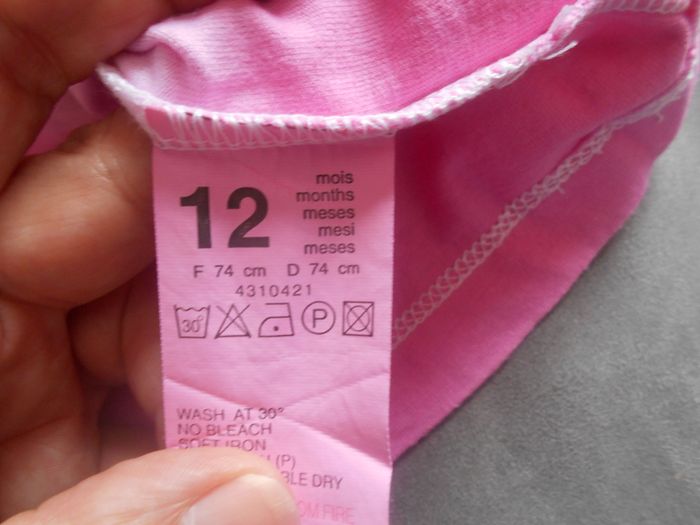 12
mois
months
meses
mesi
meses
F 74 cm D 74 cm
4310421
30° P
WASH AT 30°
NO BLEACH
SOFT IRON
(P)
DRY
FIRE